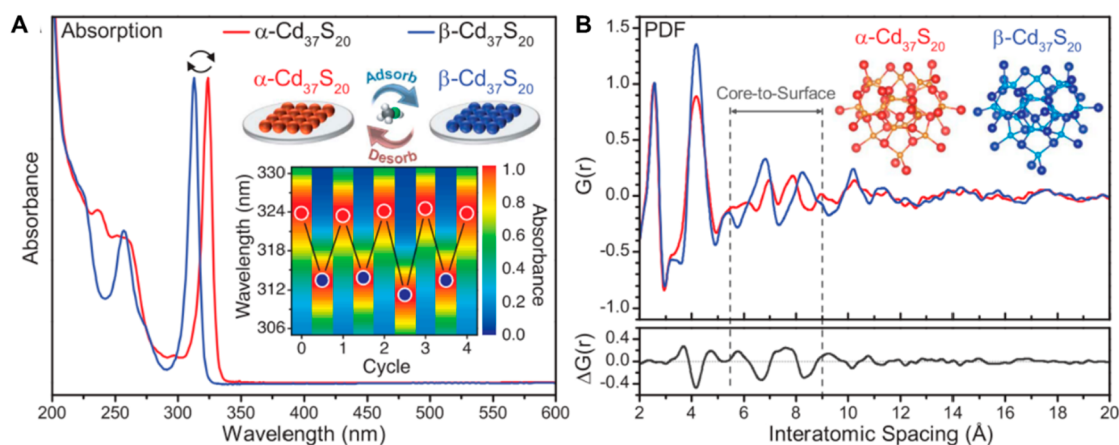 A
Absorption
α-Cd37S20
β-Cd37S20
α-Cd37S20
Adsorb
β-Cd37S20
Desorb
Absorbance
Wavelength (nm)
330
324
318
312
306
0 1 2 3 4
Cycle
1.0
0.8
0.6
0.4
0.2
0.0
Absorbance
200 250 300 350 400 450 500 550 600
Wavelength (nm)
B
PDF
α-Cd37S20
β-Cd37S20
Core-to-Surface
G(r)
1.5
1.0
0.5
0.0
-0.5
-1.0
ΔG(r)
0.4
0.0
-0.4
2 4 6 8 10 12 14 16 18 20
Interatomic Spacing (Å)